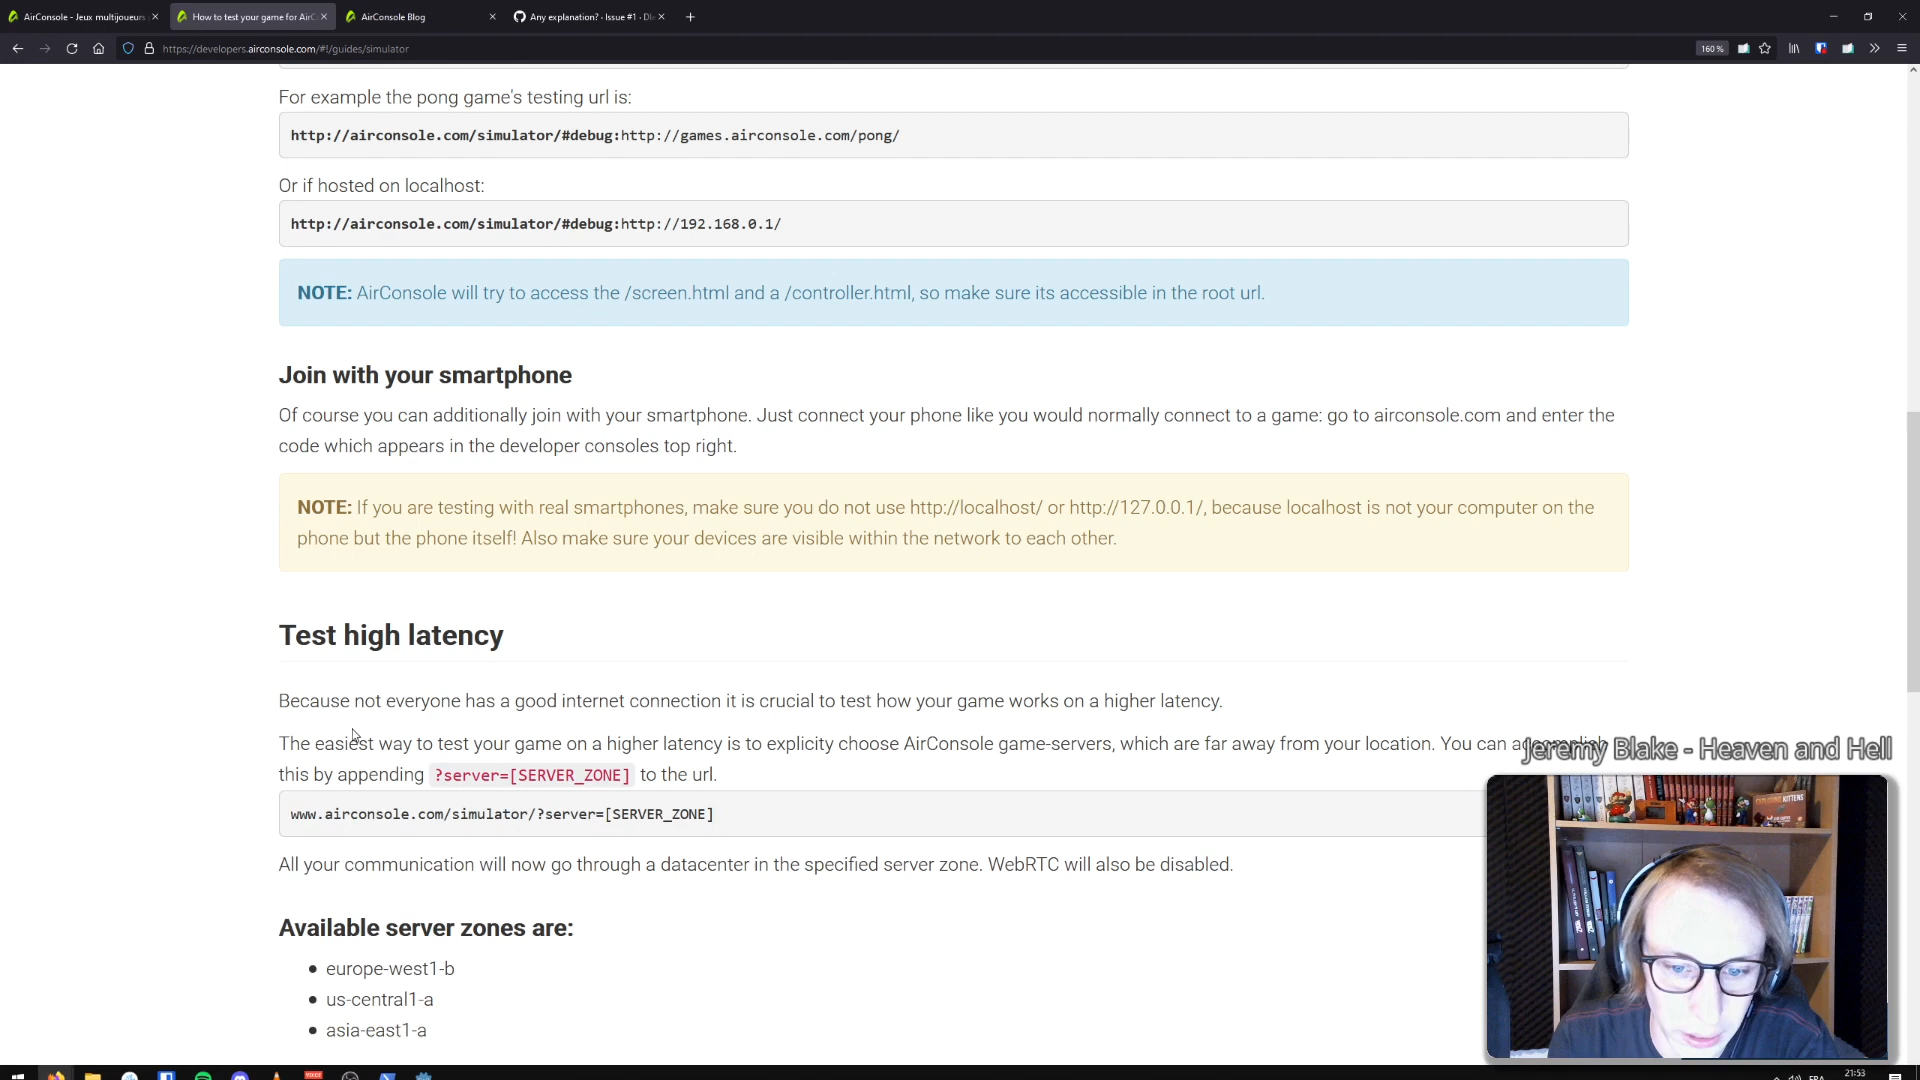 AirConsole - Jeux multijoueurs
How to test your game for AirC
AirConsole Blog
Any explanation? · Issue #1 · Dl
https://developers.airconsole.com/#!/guides/simulator
160 %
For example the pong game's testing url is:
http://airconsole.com/simulator/#debug:http://games.airconsole.com/pong/
Or if hosted on localhost:
http://airconsole.com/simulator/#debug:http://192.168.0.1/
NOTE: AirConsole will try to access the /screen.html and a /controller.html, so make sure its accessible in the root url.
Join with your smartphone
Of course you can additionally join with your smartphone. Just connect your phone like you would normally connect to a game: go to airconsole.com and enter the
code which appears in the developer consoles top right.
NOTE: If you are testing with real smartphones, make sure you do not use http://localhost/ or http://127.0.0.1/, because localhost is not your computer on the
phone but the phone itself! Also make sure your devices are visible within the network to each other.
Test high latency
Because not everyone has a good internet connection it is crucial to test how your game works on a higher latency.
The easiest way to test your game on a higher latency is to explicity choose AirConsole game-servers, which are far away from your location. You can accomplish
Jeremy Blake - Heaven and Hell
this by appending ?server=[SERVER_ZONE] to the url.
www.airconsole.com/simulator/?server=[SERVER_ZONE]
EXPLODING KITTENS
All your communication will now go through a datacenter in the specified server zone. WebRTC will also be disabled.
Available server zones are:
europe-west1-b
us-central1-a
asia-east1-a
21:53
FRA